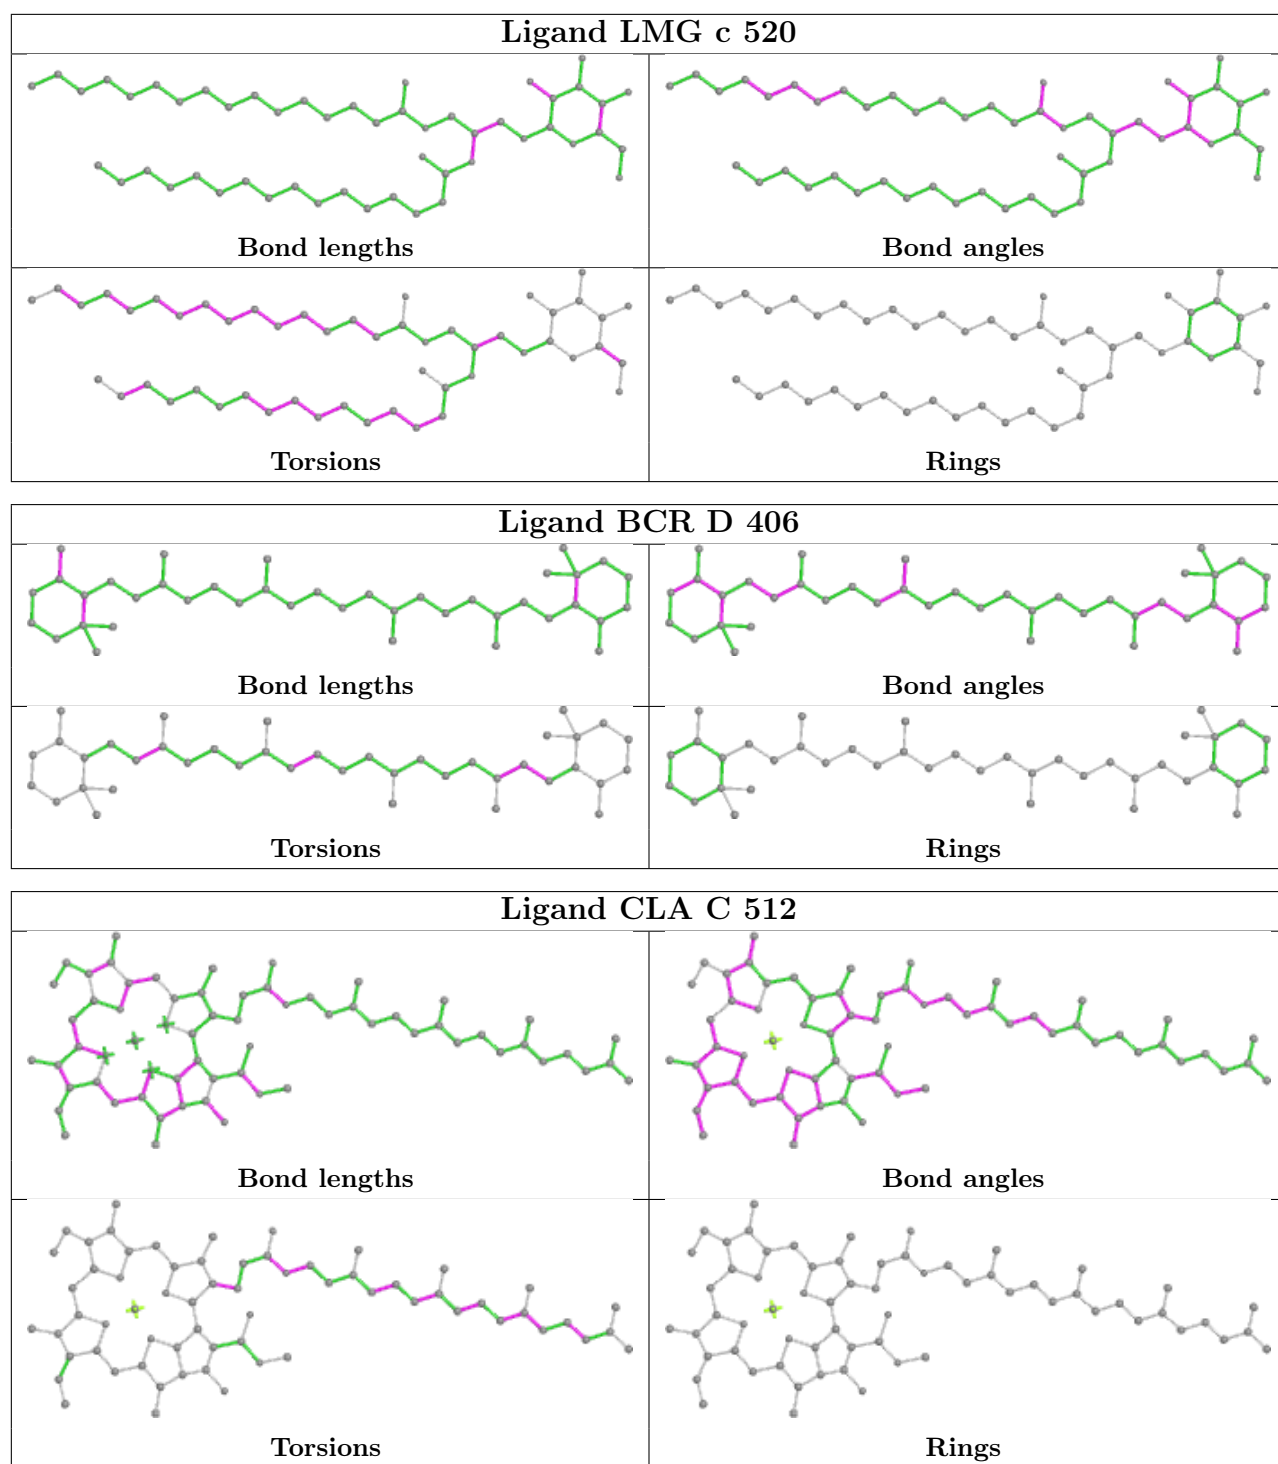 Ligand LMG c 520
Bond lengths
Bond angles
Torsions
Rings
Ligand BCR D 406
Bond lengths
Bond angles
Torsions
Rings
Ligand CLA C 512
Bond lengths
Bond angles
Torsions
Rings